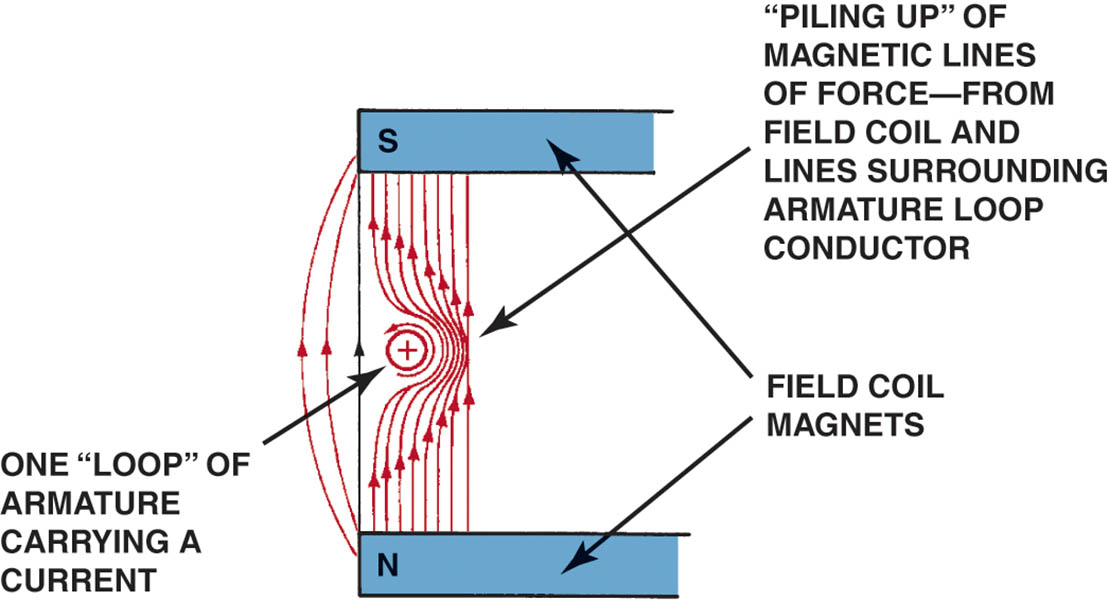 “PILING UP” OF
MAGNETIC LINES
OF FORCE—FROM
FIELD COIL AND
LINES SURROUNDING
ARMATURE LOOP
CONDUCTOR
S
+
FIELD COIL
MAGNETS
ONE “LOOP” OF
ARMATURE
CARRYING A
CURRENT
N